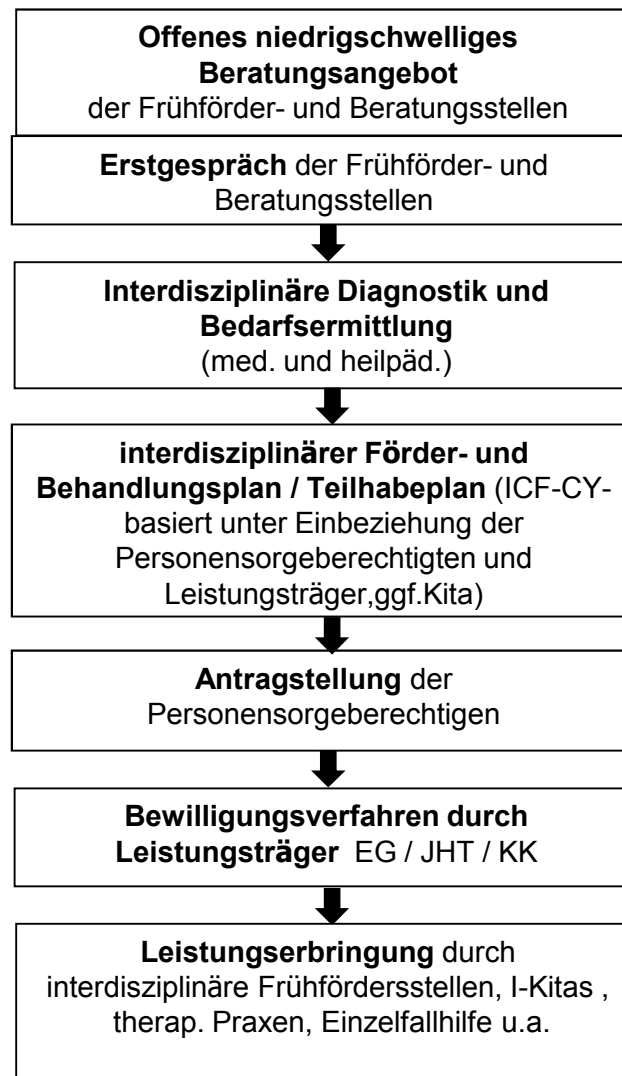 Offenes niedrigschwelliges
Beratungsangebot
der Frühförder- und Beratungsstellen
Erstgespräch der Frühförder- und
Beratungsstellen
Interdisziplinäre Diagnostik und
Bedarfsermittlung
(med. und heilpäd.)
interdisziplinärer Förder- und
Behandlungsplan / Teilhabeplan (ICF-CY-
basiert unter Einbeziehung der
Personensorgeberechtigten und
Leistungsträger,ggf.Kita)
Antragstellung der
Personensorgeberechtigen
Bewilligungsverfahren durch
Leistungsträger EG / JHT / KK
Leistungserbringung durch
interdisziplinäre Frühfördersstellen, I-Kitas ,
therap. Praxen, Einzelfallhilfe u.a.